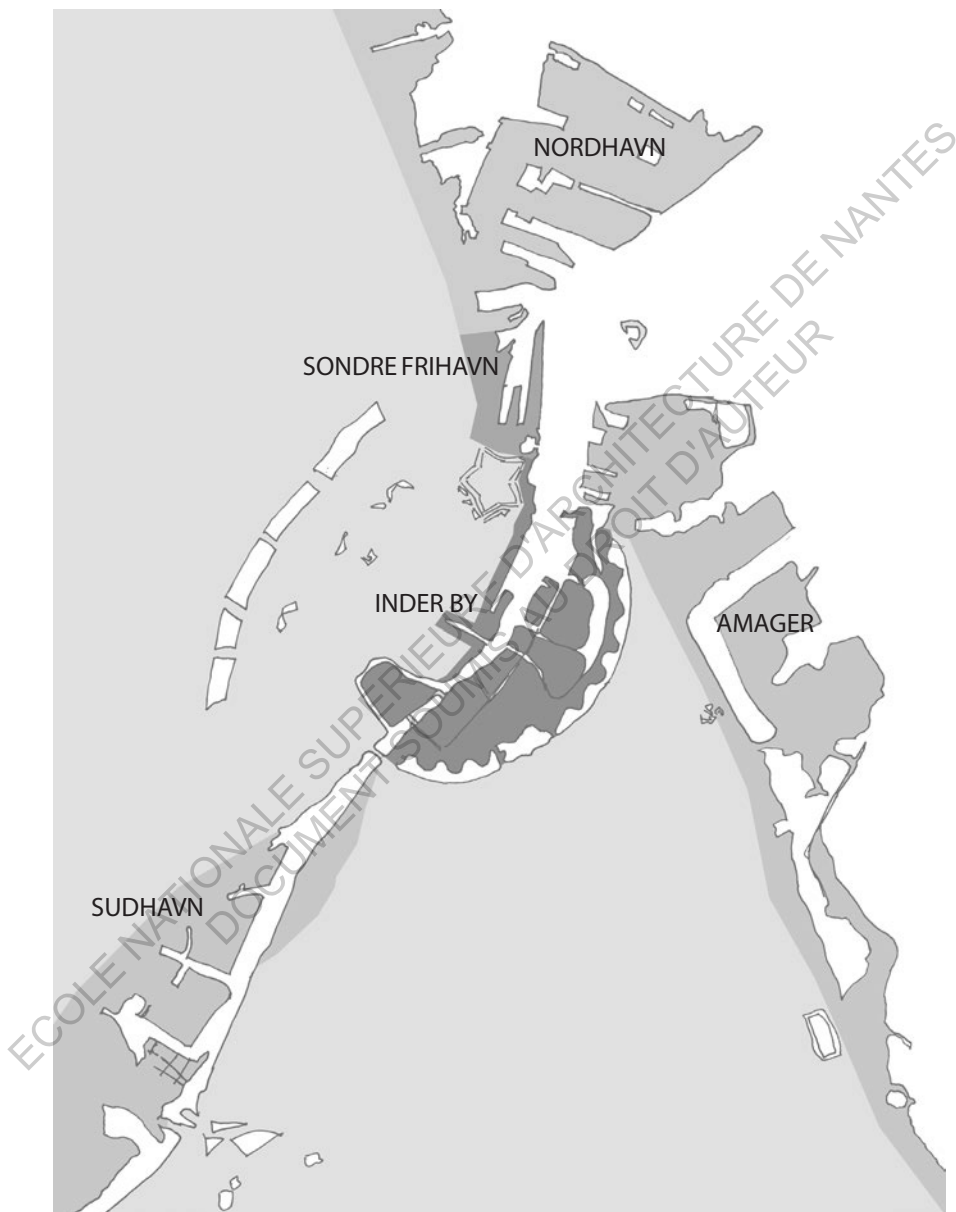 NORDHAVN
SONDRE FRIHAVN
INDER BY
AMAGER
SUDHAVN
ECOLE NATIONALE SUPERIEURE D'ARCHITECTURE DE NANTES
DOCUMENT SOUMIS AU DROIT D'AUTEUR